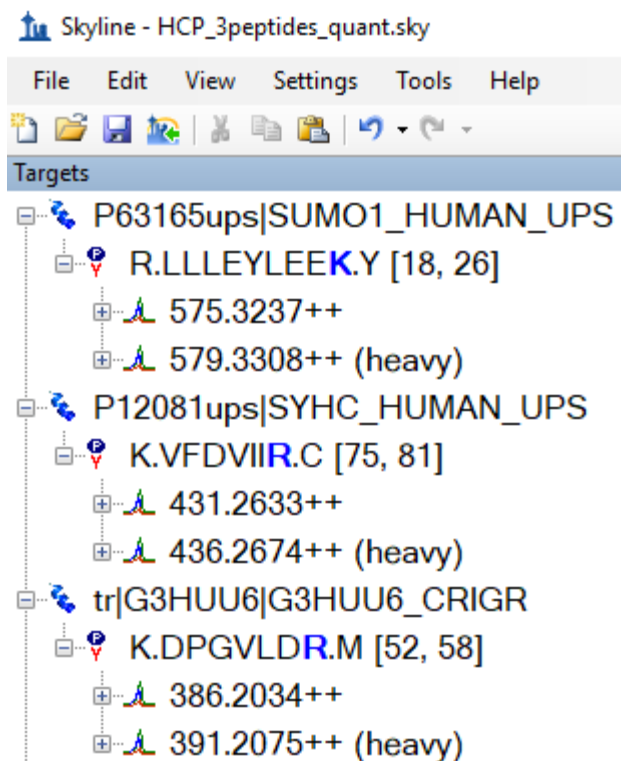 Skyline - HCP_3peptides_quant.sky
File Edit View Settings Tools Help
Targets
P63165ups|SUMO1_HUMAN_UPS
R.LLLEYLEEK.Y [18, 26]
575.3237++
579.3308++ (heavy)
P12081ups|SYHC_HUMAN_UPS
K.VFDVIIR.C [75, 81]
431.2633++
436.2674++ (heavy)
tr|G3HUU6|G3HUU6_CRIGR
K.DPGVLDR.M [52, 58]
386.2034++
391.2075++ (heavy)